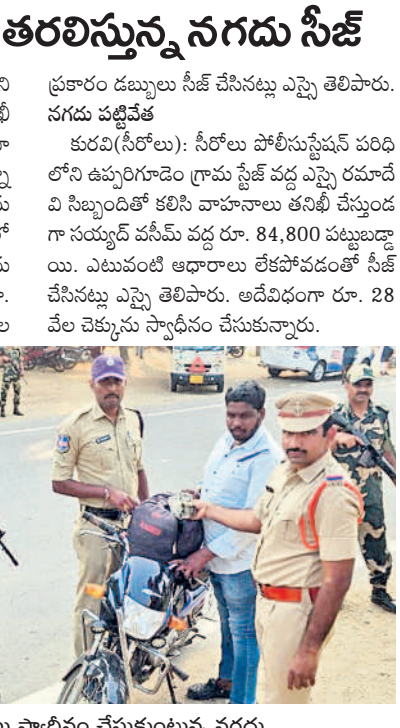 తరలిస్తున్న నగదు సీజ్
ప్రకారం డబ్బులు సీజ్ చేసినట్లు ఎస్సై తెలిపారు.
నగదు పట్టివేత
కురవి(సీరోలు): సీరోలు పోలీసుస్టేషన్ పరిధి
లోని ఉప్పరిగూడెం గ్రామ స్టేజ్ వద్ద ఎస్సై రమాదే
వి సిబ్బందితో కలిసి వాహనాలు తనిఖీ చేస్తుండ
గా సయ్యద్ వసీమ్ వద్ద రూ. 84,800 పట్టుబడ్డా
యి. ఎటువంటి ఆధారాలు లేకపోవడంతో సీజ్
చేసినట్లు ఎస్సై తెలిపారు. అదేవిధంగా రూ. 28
వేల చెక్కును స్వాధీనం చేసుకున్నారు.
స్వాధీనం చేసుకుంటున్న నగదు